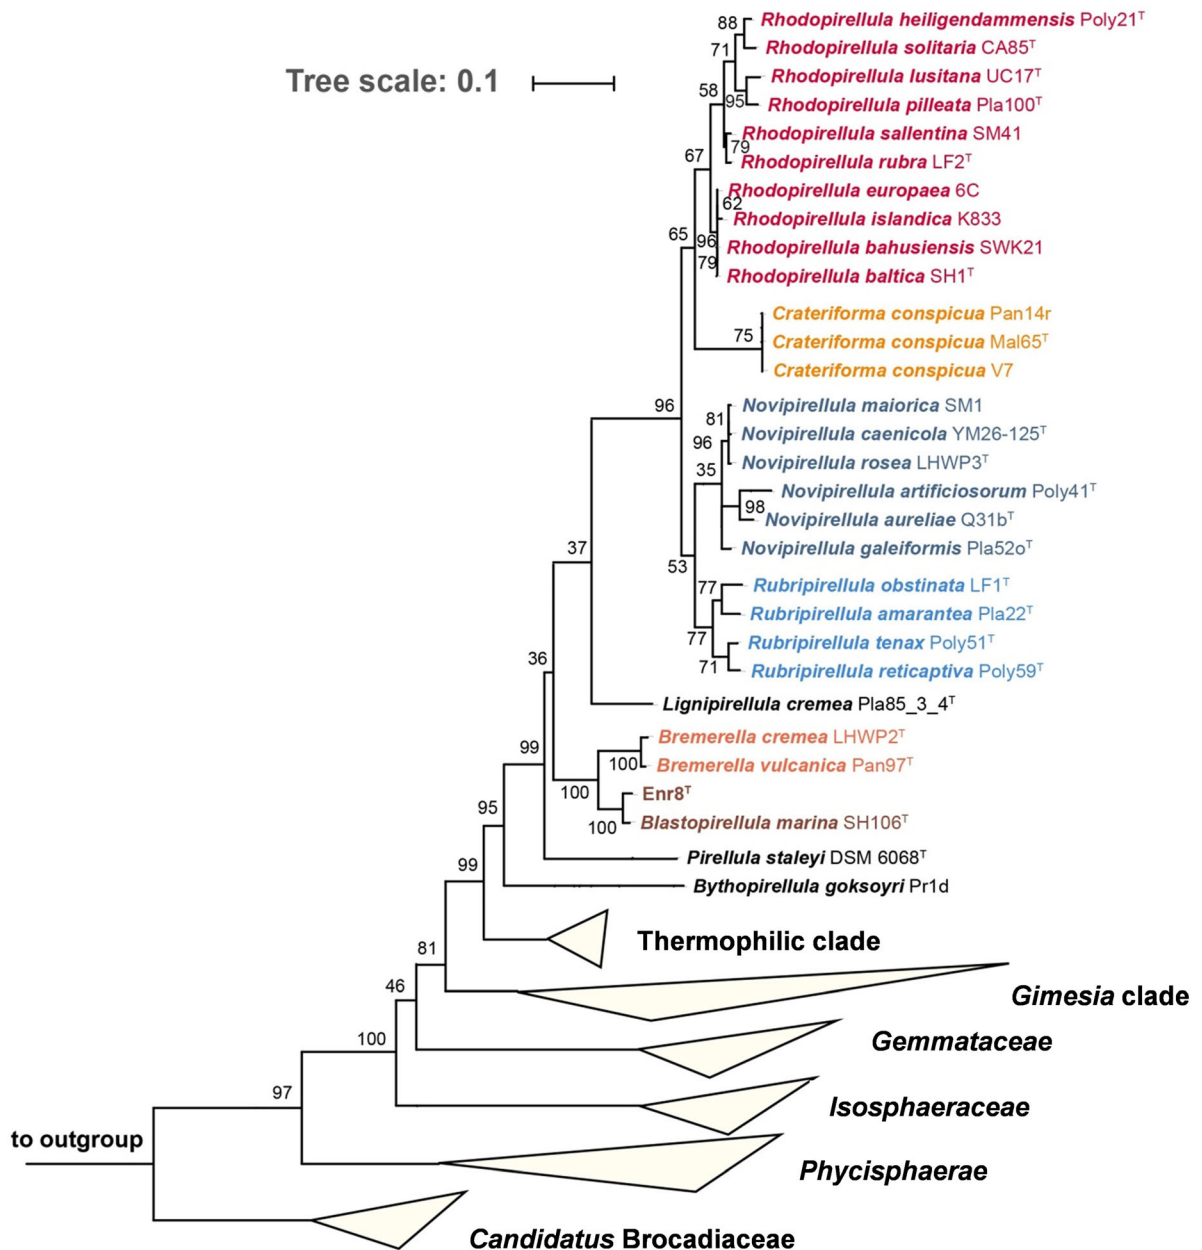 88
Rhodopirellula heiligendammensis Poly21ᵀ
71
Rhodopirellula solitaria CA85ᵀ
Tree scale: 0.1
Rhodopirellula lusitana UC17ᵀ
58
95
Rhodopirellula pilleata Pla100ᵀ
Rhodopirellula sallentina SM41
79
67
Rhodopirellula rubra LF2ᵀ
Rhodopirellula europaea 6C
62
Rhodopirellula islandica K833
65
96
Rhodopirellula bahusiensis SWK21
79
Rhodopirellula baltica SH1ᵀ
Crateriforma conspicua Pan14r
75
Crateriforma conspicua Mal65ᵀ
Crateriforma conspicua V7
96
Novipirellula maiorica SM1
81
Novipirellula caenicola YM26-125ᵀ
96
Novipirellula rosea LHWP3ᵀ
35
Novipirellula artificiosorum Poly41ᵀ
98
Novipirellula aureliae Q31bᵀ
37
Novipirellula galeiformis Pla52oᵀ
53
77
Rubripirellula obstinata LF1ᵀ
Rubripirellula amarantea Pla22ᵀ
77
Rubripirellula tenax Poly51ᵀ
36
71
Rubripirellula reticaptiva Poly59ᵀ
Lignipirellula cremea Pla85_3_4ᵀ
Bremerella cremea LHWP2ᵀ
99
100
Bremerella vulcanica Pan97ᵀ
100
Enr8ᵀ
95
100
Blastopirellula marina SH106ᵀ
Pirellula staleyi DSM 6068ᵀ
99
Bythopirellula goksoyri Pr1d
Thermophilic clade
81
46
Gimesia clade
100
Gemmataceae
97
Isosphaeraceae
to outgroup
Phycisphaerae
Candidatus Brocadiaceae